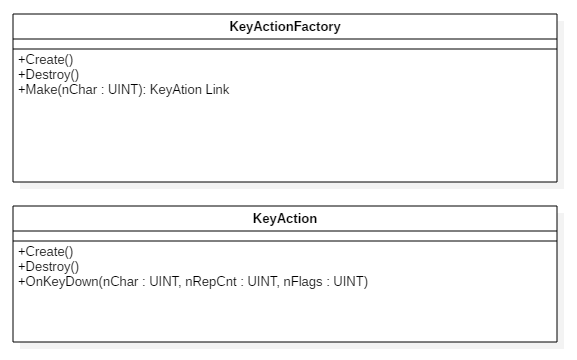 KeyActionFactory
+Create()
+Destroy()
+Make(nChar : UINT): KeyAtion Link
KeyAction
+Create()
+Destroy()
+OnKeyDown(nChar : UINT, nRepCnt : UINT, nFlags : UINT)